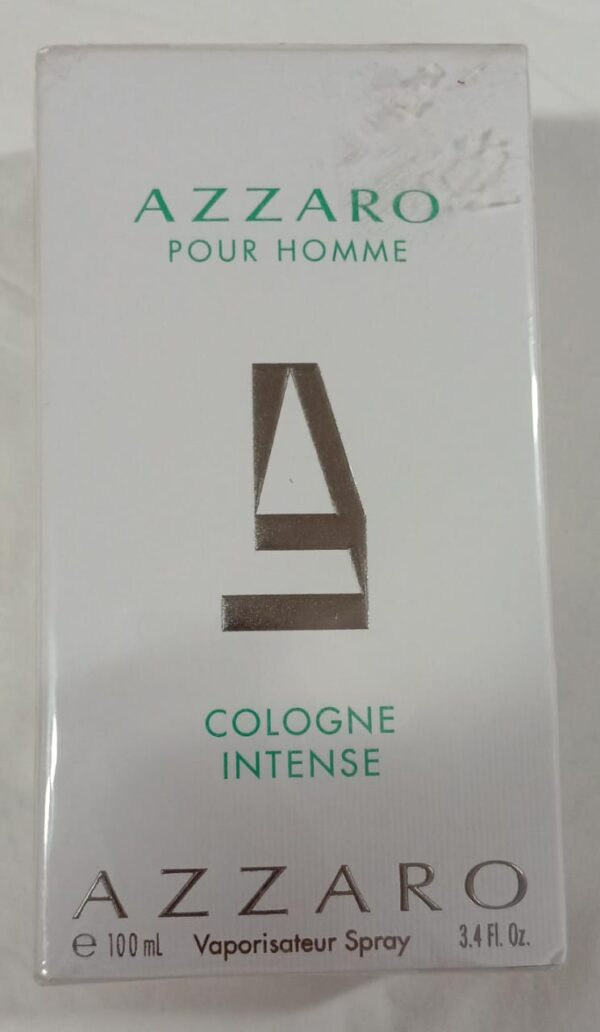 AZZARO
POUR HOMME
COLOGNE
INTENSE
AZZARO
℮ 100 mL Vaporisateur Spray 3.4 Fl. Oz.